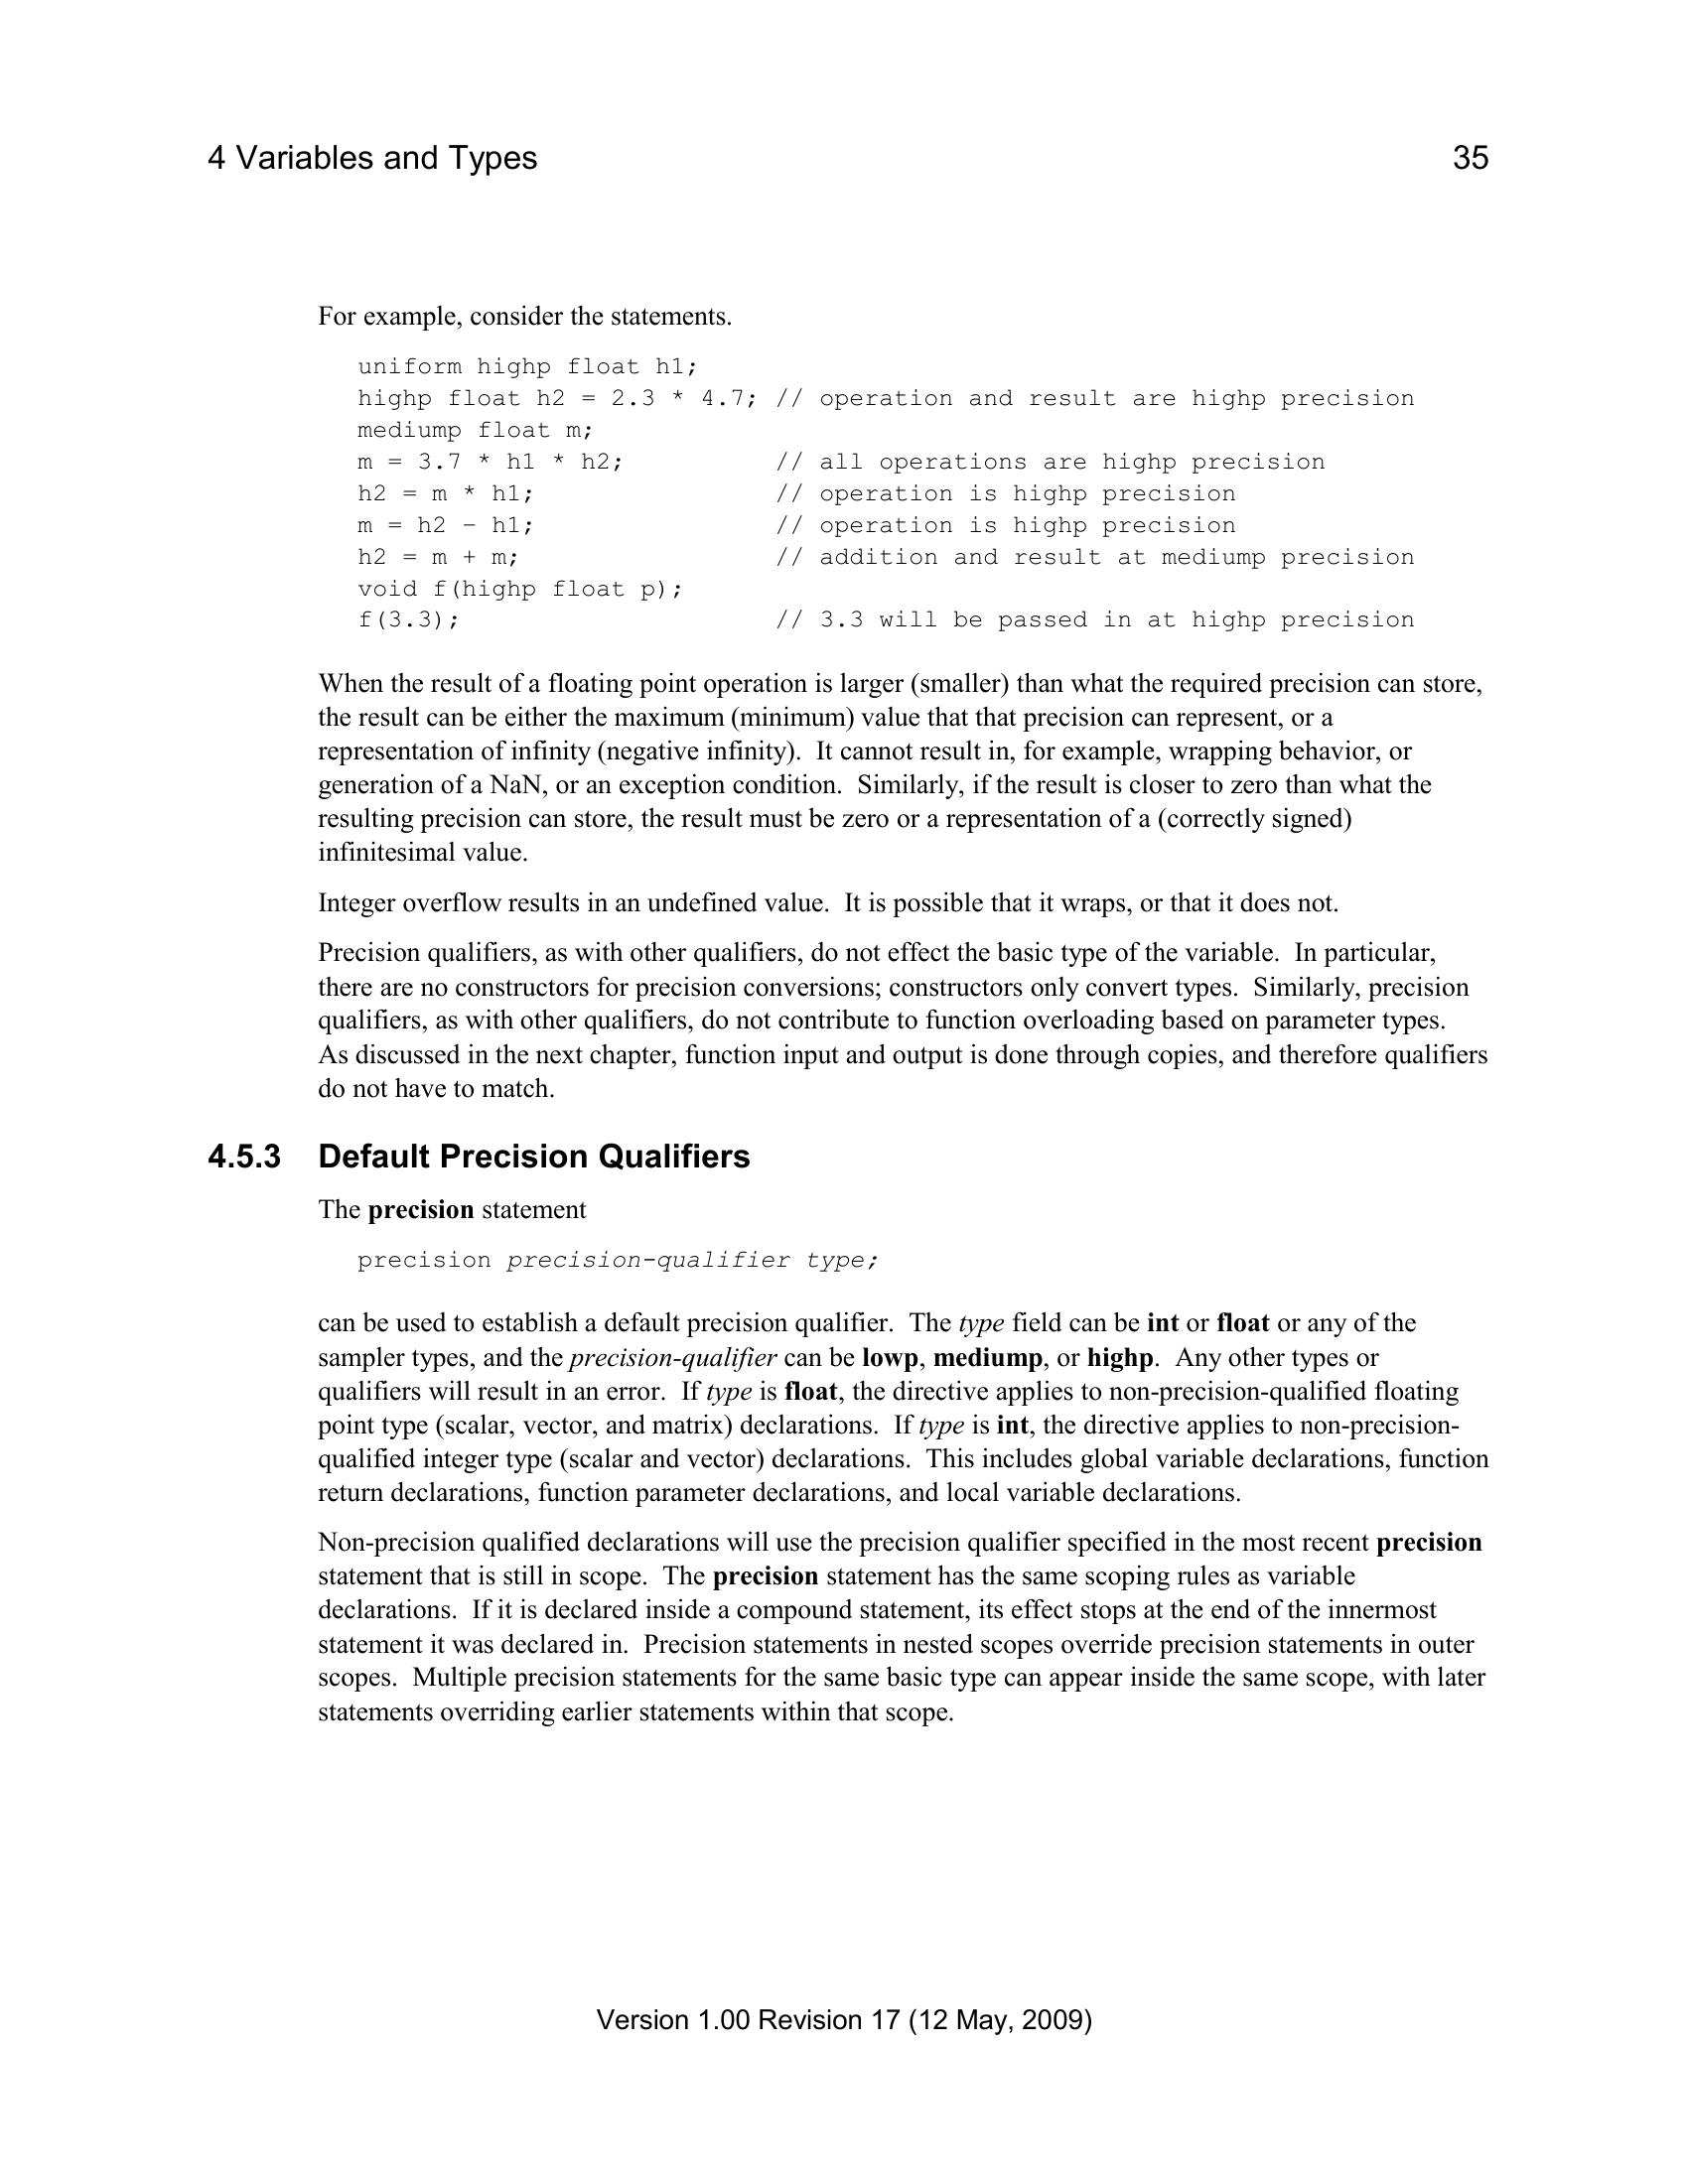 4 Variables and Types 35
For example, consider the statements.
uniform highp float h1;
highp float h2 = 2.3 * 4.7; // operation and result are highp precision
mediump float m;
m = 3.7 * h1 * h2; // all operations are highp precision
h2 = m * h1; // operation is highp precision
m = h2 – h1; // operation is highp precision
h2 = m + m; // addition and result at mediump precision
void f(highp float p);
f(3.3); // 3.3 will be passed in at highp precision
When the result of a floating point operation is larger (smaller) than what the required precision can store,
the result can be either the maximum (minimum) value that that precision can represent, or a
representation of infinity (negative infinity). It cannot result in, for example, wrapping behavior, or
generation of a NaN, or an exception condition. Similarly, if the result is closer to zero than what the
resulting precision can store, the result must be zero or a representation of a (correctly signed)
infinitesimal value.
Integer overflow results in an undefined value. It is possible that it wraps, or that it does not.
Precision qualifiers, as with other qualifiers, do not effect the basic type of the variable. In particular,
there are no constructors for precision conversions; constructors only convert types. Similarly, precision
qualifiers, as with other qualifiers, do not contribute to function overloading based on parameter types.
As discussed in the next chapter, function input and output is done through copies, and therefore qualifiers
do not have to match.
4.5.3 Default Precision Qualifiers
The precision statement
precision precision-qualifier type;
can be used to establish a default precision qualifier. The type field can be int or float or any of the
sampler types, and the precision-qualifier can be lowp, mediump, or highp. Any other types or
qualifiers will result in an error. If type is float, the directive applies to non-precision-qualified floating
point type (scalar, vector, and matrix) declarations. If type is int, the directive applies to non-precision-
qualified integer type (scalar and vector) declarations. This includes global variable declarations, function
return declarations, function parameter declarations, and local variable declarations.
Non-precision qualified declarations will use the precision qualifier specified in the most recent precision
statement that is still in scope. The precision statement has the same scoping rules as variable
declarations. If it is declared inside a compound statement, its effect stops at the end of the innermost
statement it was declared in. Precision statements in nested scopes override precision statements in outer
scopes. Multiple precision statements for the same basic type can appear inside the same scope, with later
statements overriding earlier statements within that scope.
Version 1.00 Revision 17 (12 May, 2009)